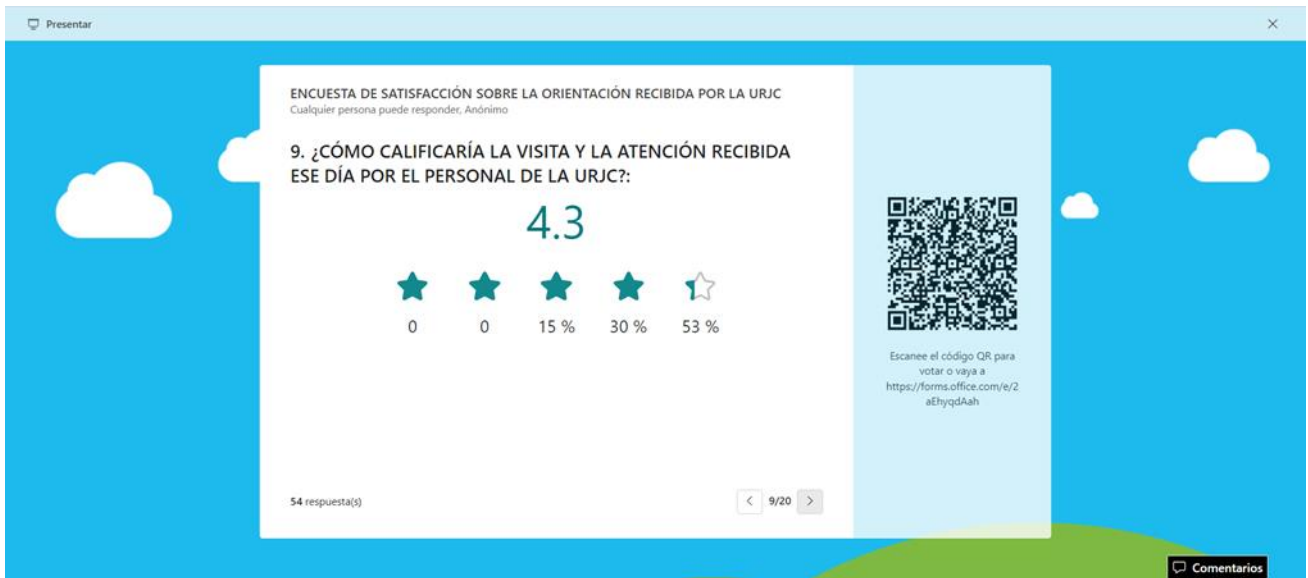 Presentar
ENCUESTA DE SATISFACCIÓN SOBRE LA ORIENTACIÓN RECIBIDA POR LA URJC
Cualquier persona puede responder, Anónimo
9. ¿CÓMO CALIFICARÍA LA VISITA Y LA ATENCIÓN RECIBIDA
ESE DÍA POR EL PERSONAL DE LA URJC?:
4.3
0 0 15 % 30 % 53 %
Escanee el código QR para
votar o vaya a
https://forms.office.com/e/2
aEhyqdAah
54 respuesta(s)
9/20
Comentarios